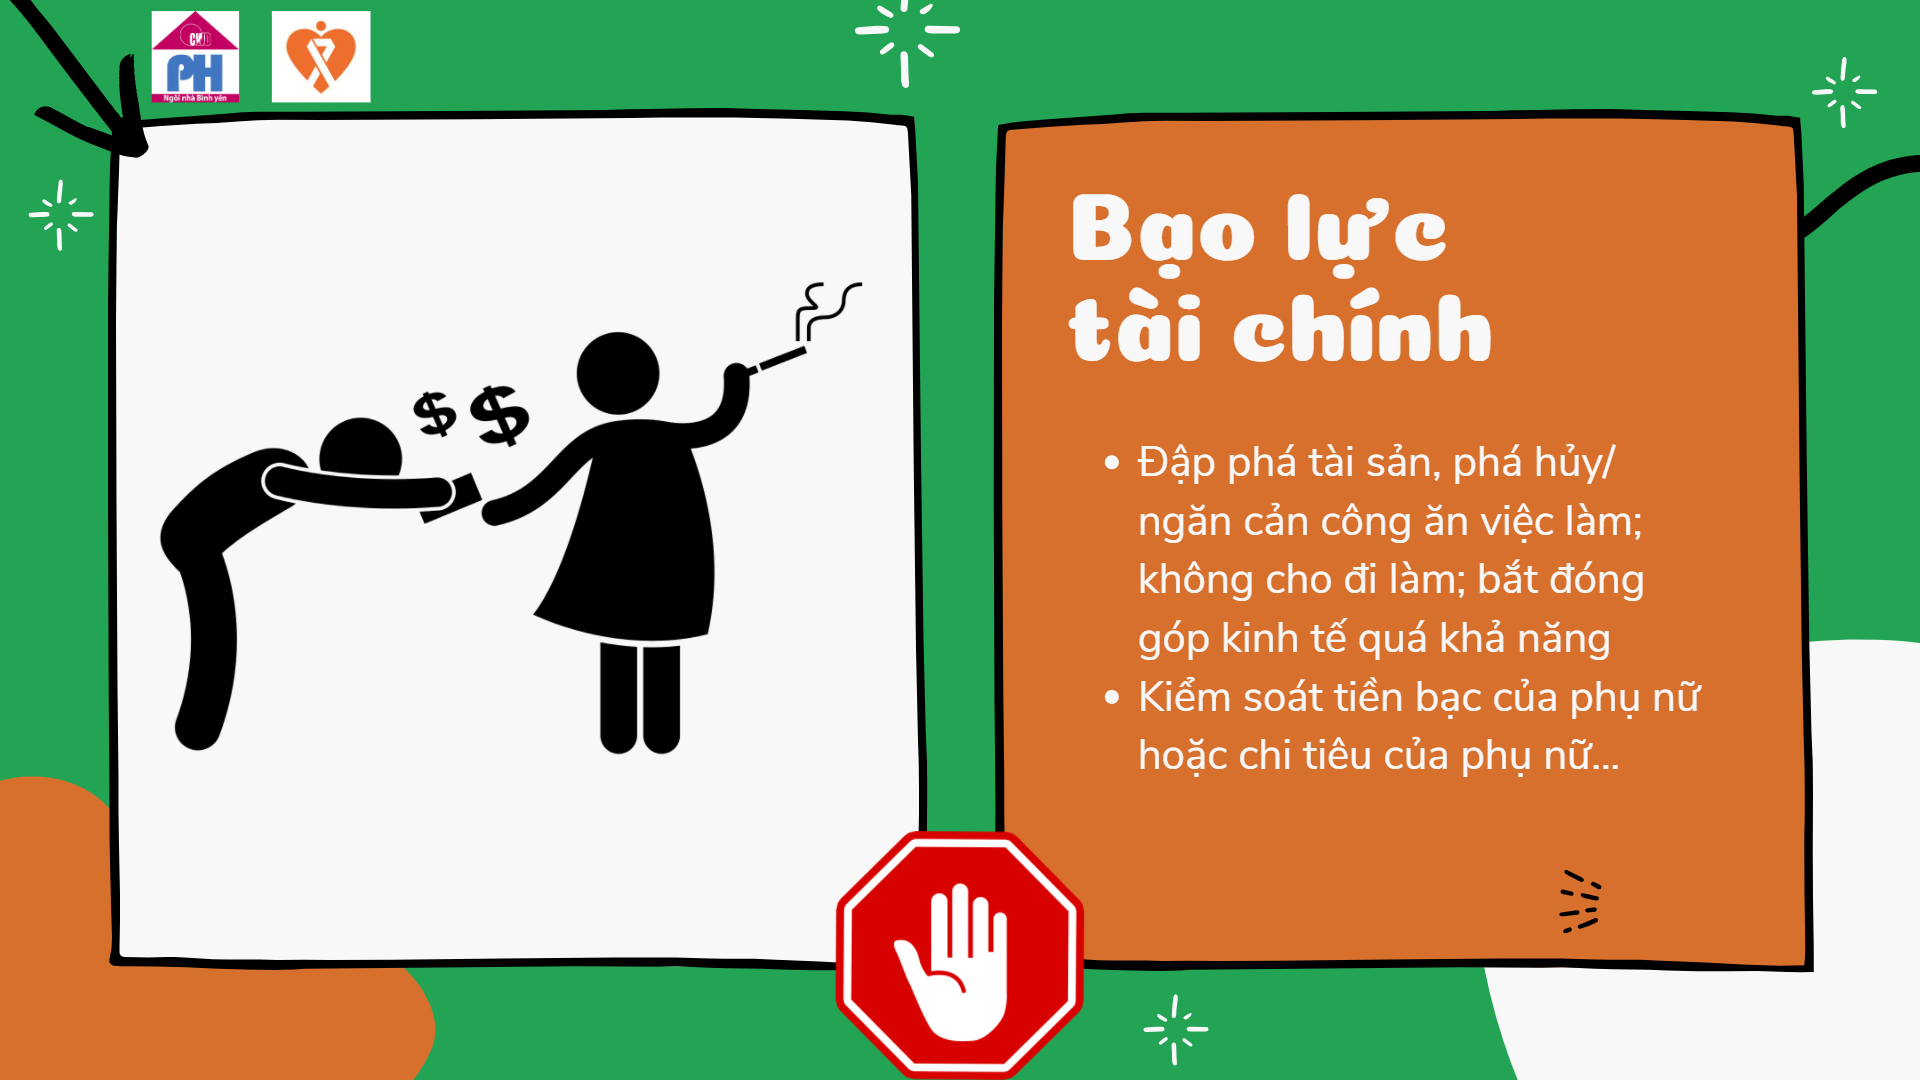 CWD
PH
Ngôi nhà Bình yên
$ $
Bạo lực
tài chính
• Đập phá tài sản, phá hủy/
ngăn cản công ăn việc làm;
không cho đi làm; bắt đóng
góp kinh tế quá khả năng
• Kiểm soát tiền bạc của phụ nữ
hoặc chi tiêu của phụ nữ...